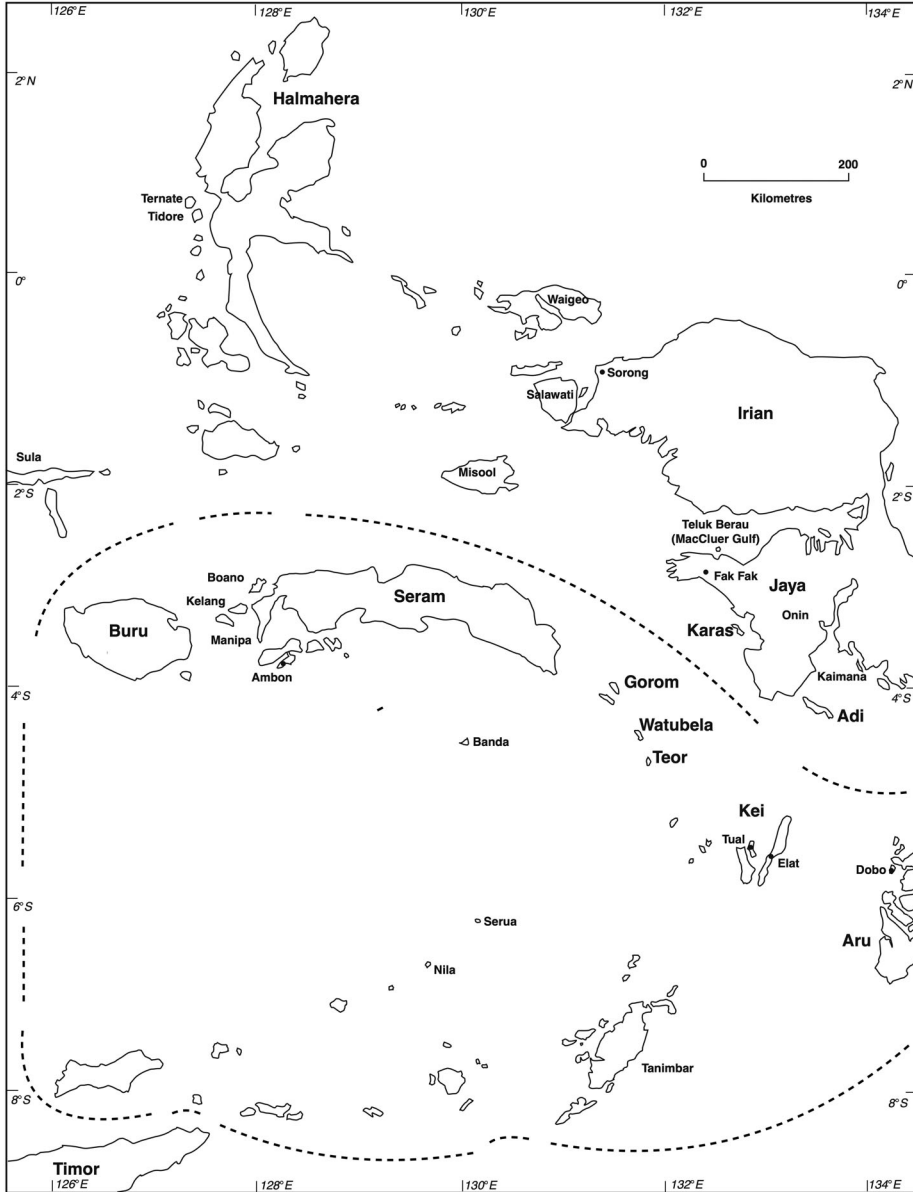 126°E
128°E
130°E
132°E
134°E
2°N
2°N
Halmahera
0
200
Kilometres
Ternate
Tidore
0°
0°
Waigeo
Sorong
Salawati
Irian
Sula
Misool
2°S
2°S
Teluk Berau
(MacCluer Gulf)
Boano
Fak Fak
Jaya
Kelang
Seram
Onin
Buru
Manipa
Karas
Ambon
Kaimana
Gorom
4°S
4°S
Adi
Watubela
Banda
Teor
Kei
Tual
Elat
Dobo
6°S
6°S
Serua
Aru
Nila
Tanimbar
8°S
8°S
Timor
126°E
128°E
130°E
132°E
134°E